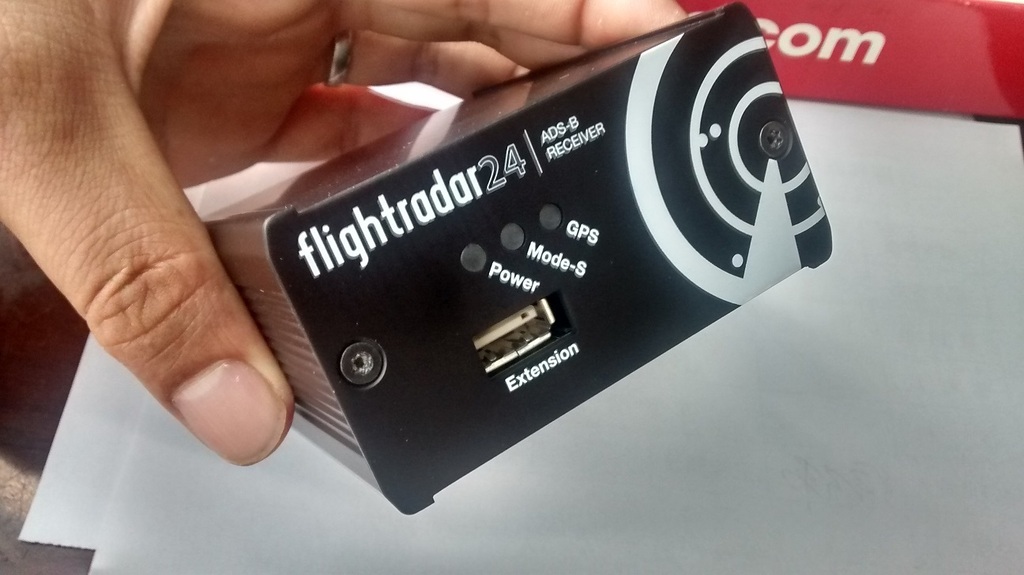 .com
flightradar24
ADS-B
RECEIVER
GPS
Mode-S
Power
Extension